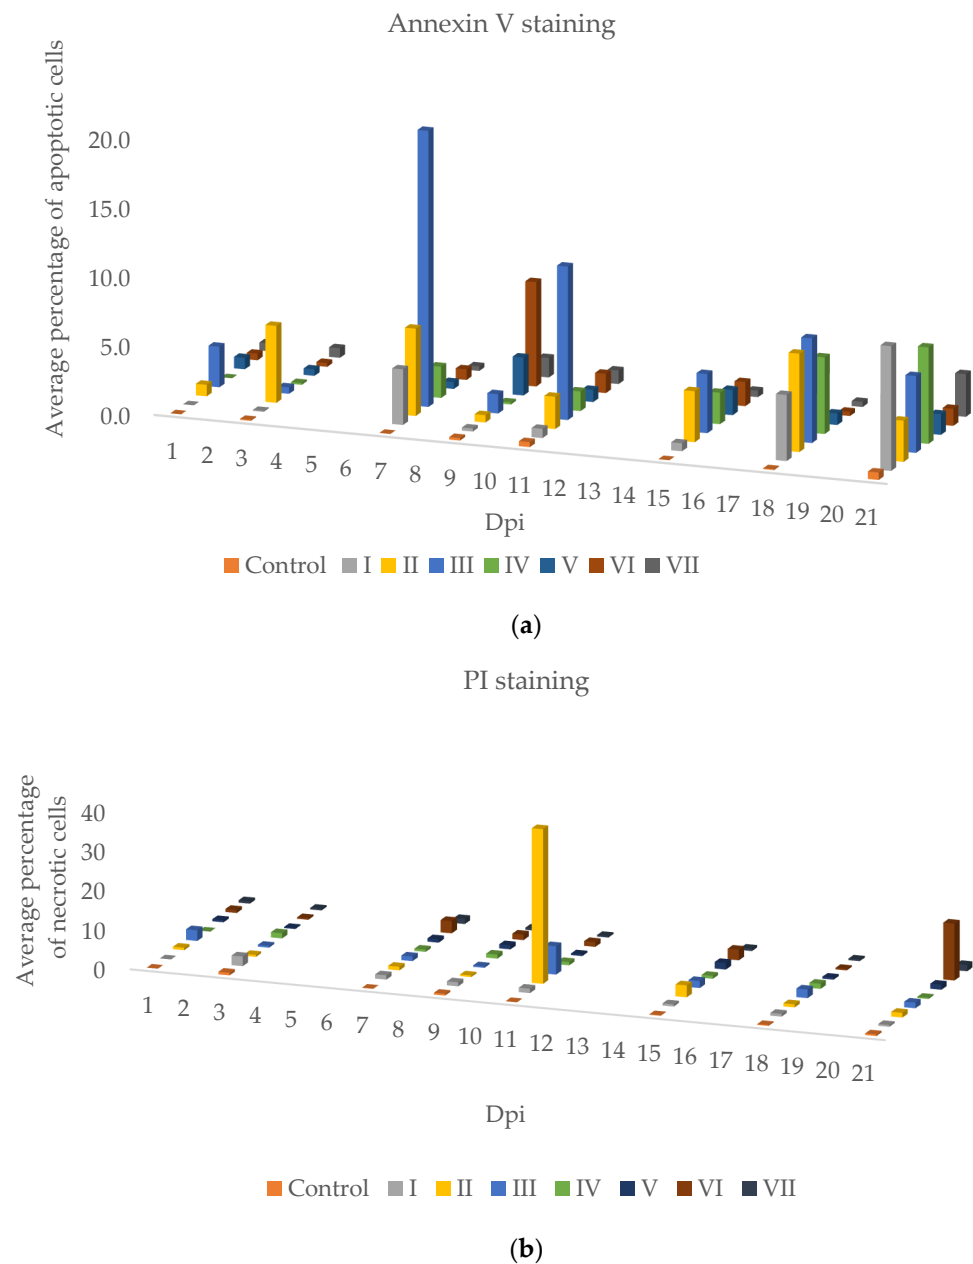 Annexin V staining
Average percentage of apoptotic cells
20.0
15.0
10.0
5.0
0.0
1 2 3 4 5 6 7 8 9 10 11 12 13 14 15 16 17 18 19 20 21
Dpi
Control I II III IV V VI VII
(a)
PI staining
Average percentage
of necrotic cells
40
30
20
10
0
1 2 3 4 5 6 7 8 9 10 11 12 13 14 15 16 17 18 19 20 21
Dpi
Control I II III IV V VI VII
(b)